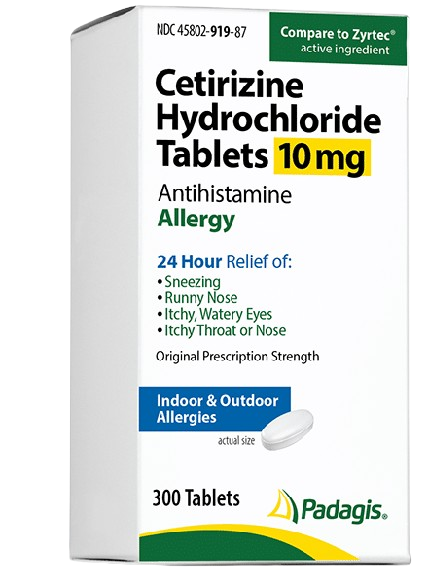 NDC 45802-919-87
Compare to Zyrtec®
active ingredient
Cetirizine
Hydrochloride
Tablets 10 mg
Antihistamine
Allergy
24 Hour Relief of:
• Sneezing
• Runny Nose
• Itchy, Watery Eyes
• Itchy Throat or Nose
Original Prescription Strength
Indoor & Outdoor
Allergies
actual size
300 Tablets
Padagis®